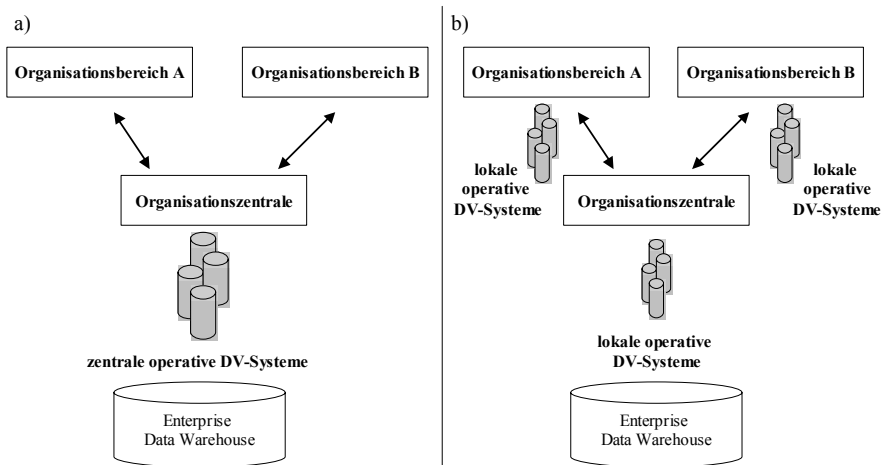 a)
Organisationsbereich A
Organisationsbereich B
Organisationszentrale
zentrale operative DV-Systeme
Enterprise
Data Warehouse
b)
Organisationsbereich A
Organisationsbereich B
lokale
operative
DV-Systeme
lokale
operative
DV-Systeme
Organisationszentrale
lokale operative
DV-Systeme
Enterprise
Data Warehouse